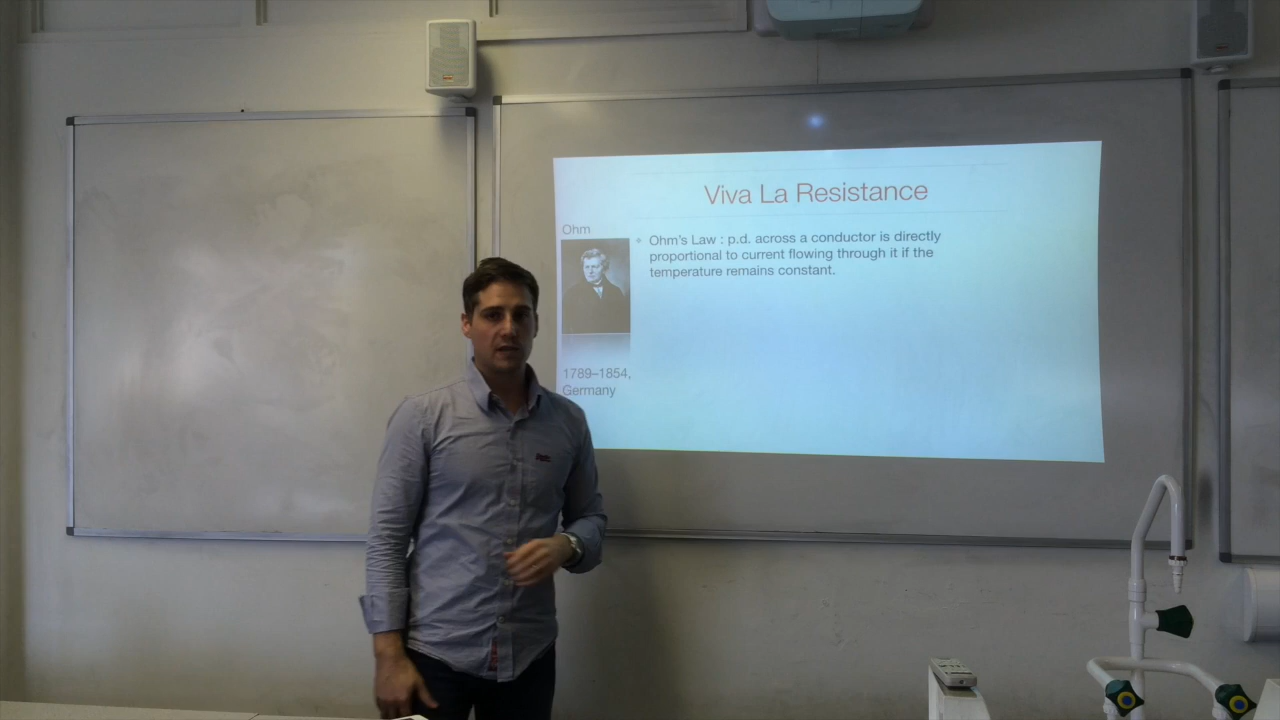 Viva La Resistance
Ohm
Ohm's Law : p.d. across a conductor is directly
proportional to current flowing through it if the
temperature remains constant.
1789–1854,
Germany